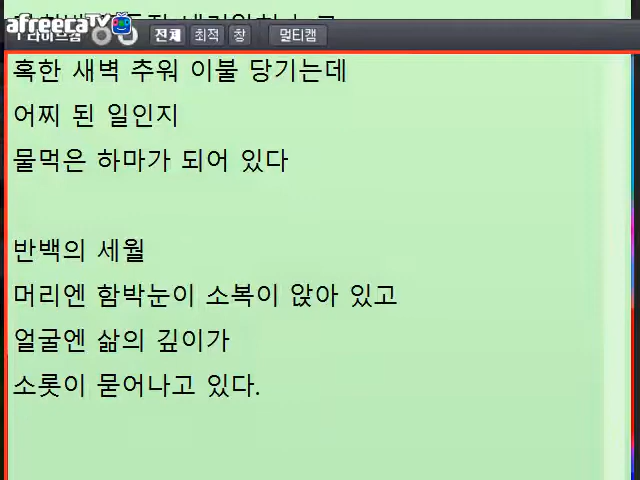 afreecaTV
전체 최적 창 멀티캠
혹한 새벽 추워 이불 당기는데
어찌 된 일인지
물먹은 하마가 되어 있다
반백의 세월
머리엔 함박눈이 소복이 앉아 있고
얼굴엔 삶의 깊이가
소롯이 묻어나고 있다.